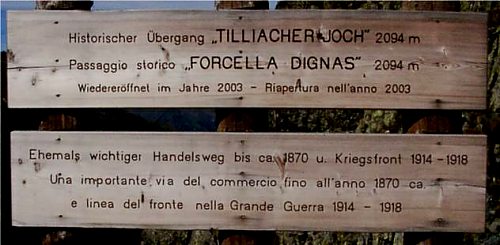 Historischer Übergang „TILLIACHER JOCH" 2094 m
Passaggio storico „FORCELLA DIGNAS" 2094 m
Wiedereröffnet im Jahre 2003 - Riapertura nell'anno 2003
Ehemals wichtiger Handelsweg bis ca. 1870 u. Kriegsfront 1914 - 1918
Una importante via del commercio fino all'anno 1870 ca.
e linea del fronte nella Grande Guerra 1914 - 1918